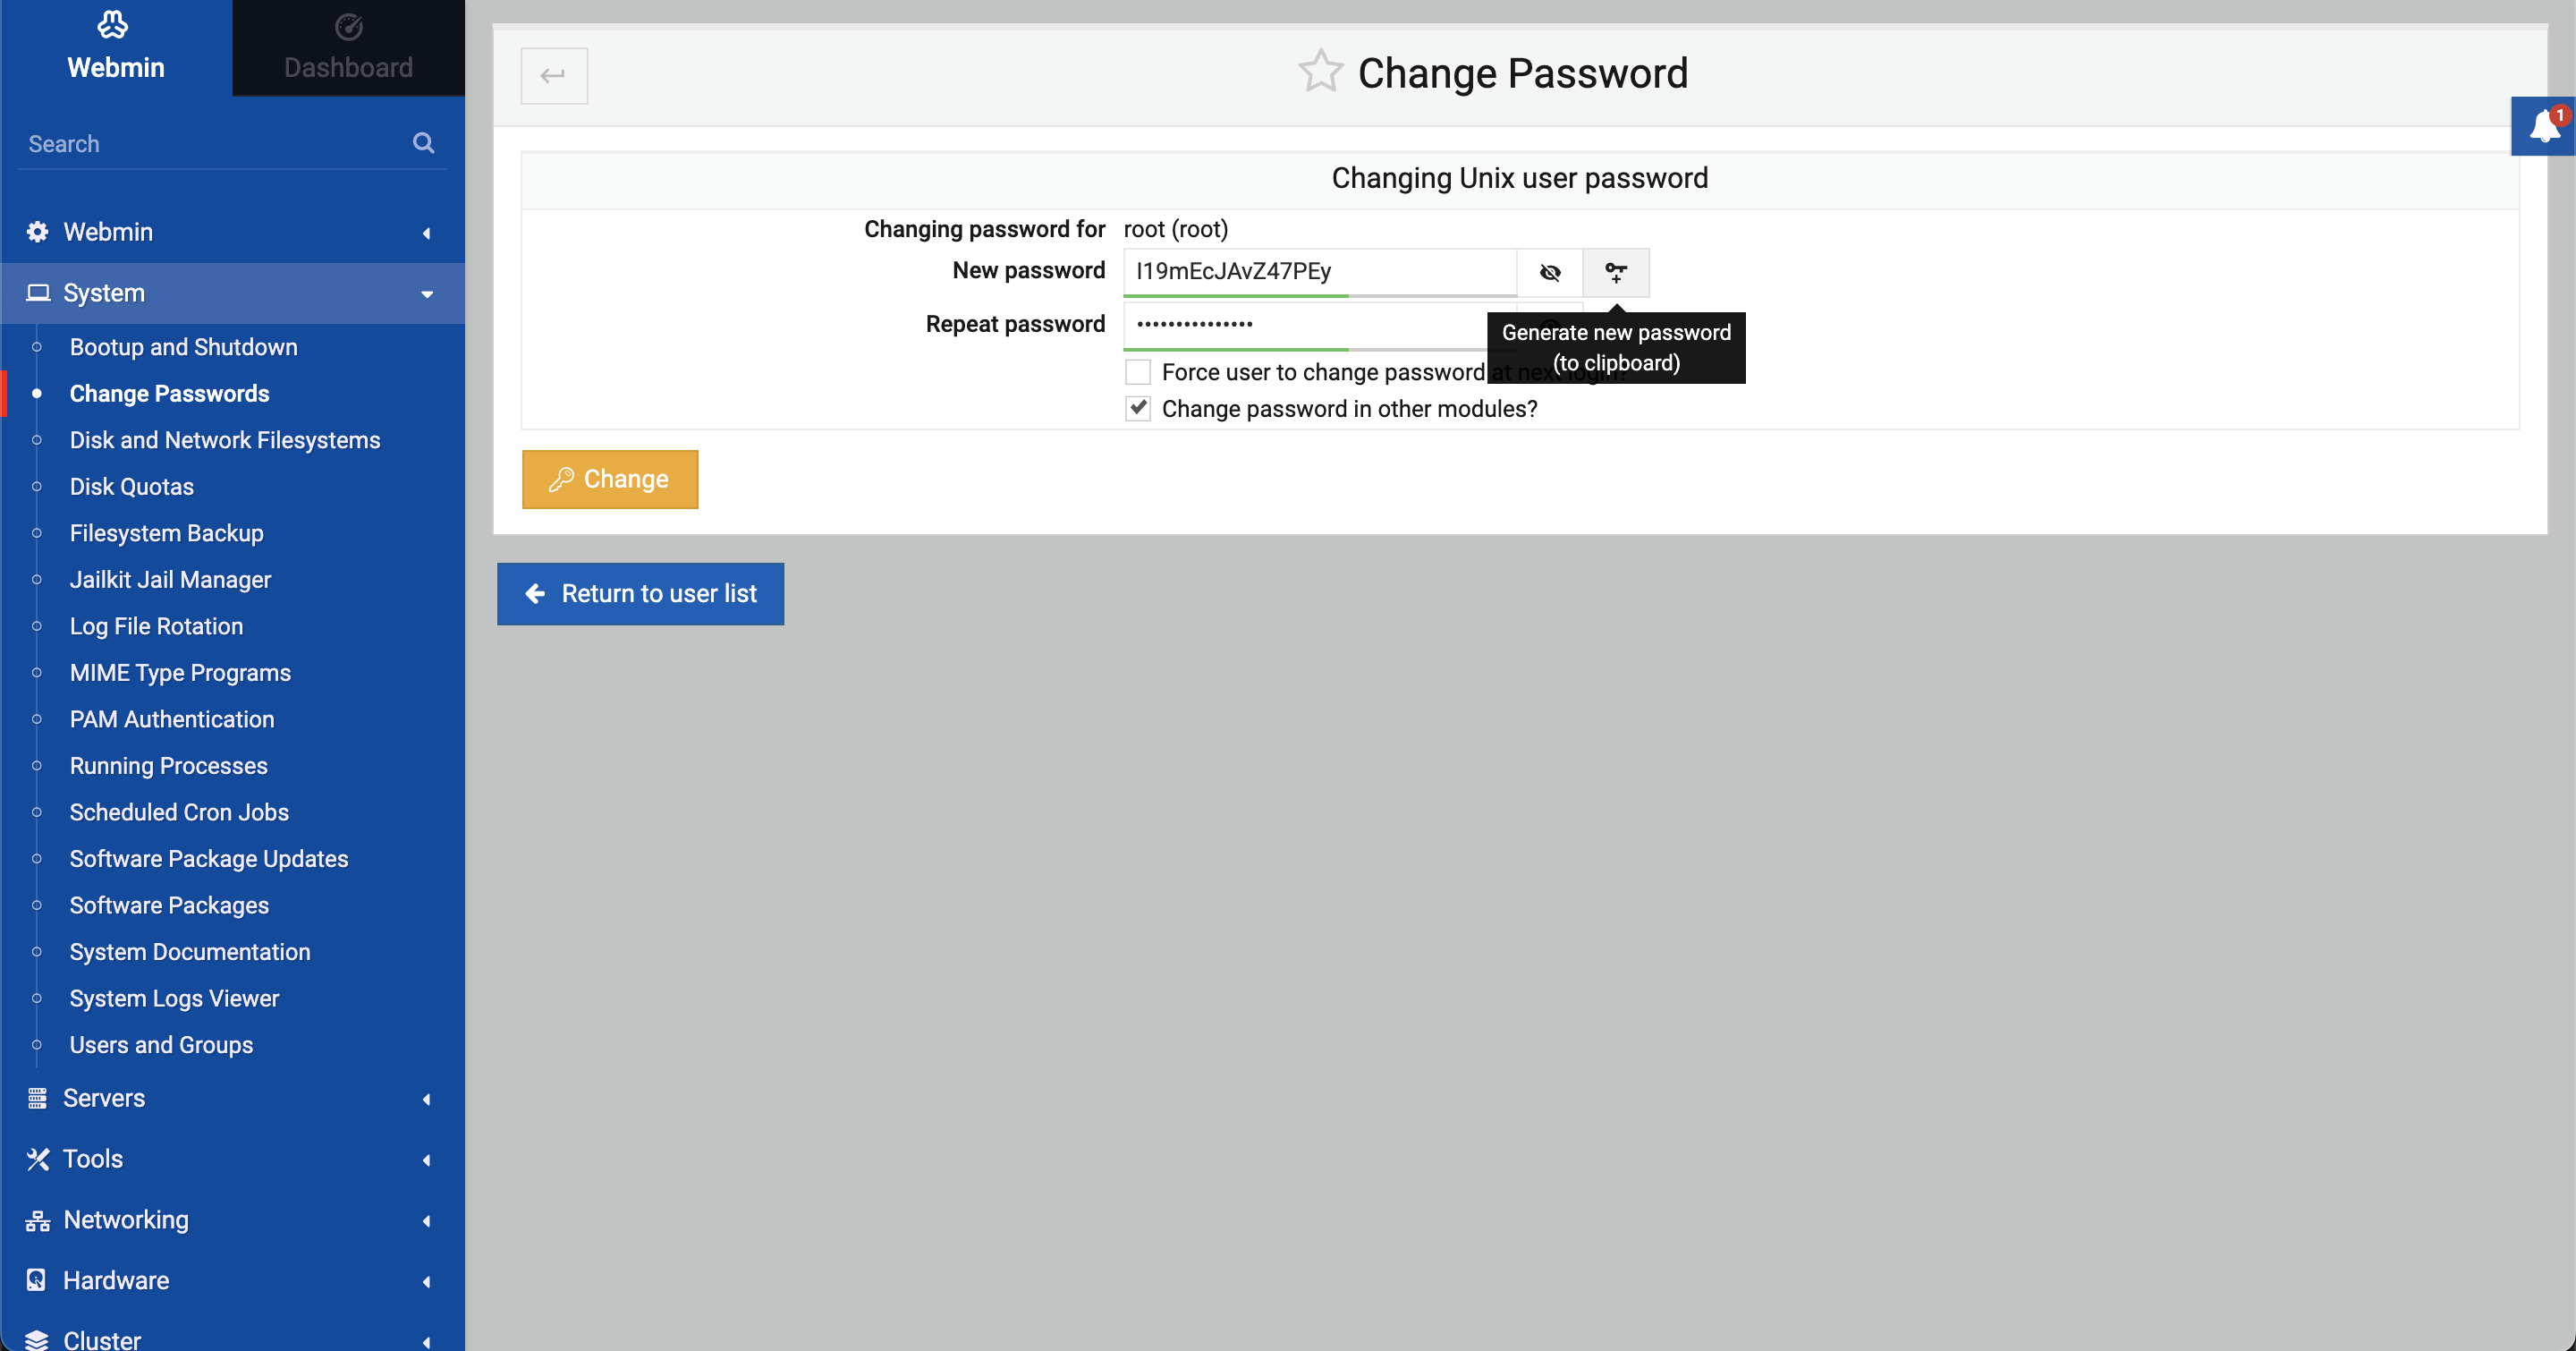 Webmin
Dashboard
Search
Webmin
System
Bootup and Shutdown
Change Passwords
Disk and Network Filesystems
Disk Quotas
Filesystem Backup
Jailkit Jail Manager
Log File Rotation
MIME Type Programs
PAM Authentication
Running Processes
Scheduled Cron Jobs
Software Package Updates
Software Packages
System Documentation
System Logs Viewer
Users and Groups
Servers
Tools
Networking
Hardware
Cluster
Change Password
1
Changing Unix user password
Changing password for root (root)
New password I19mEcJAvZ47PEy
Repeat password •••••••••••••••
Generate new password
(to clipboard)
Force user to change password at next login?
Change password in other modules?
Change
Return to user list